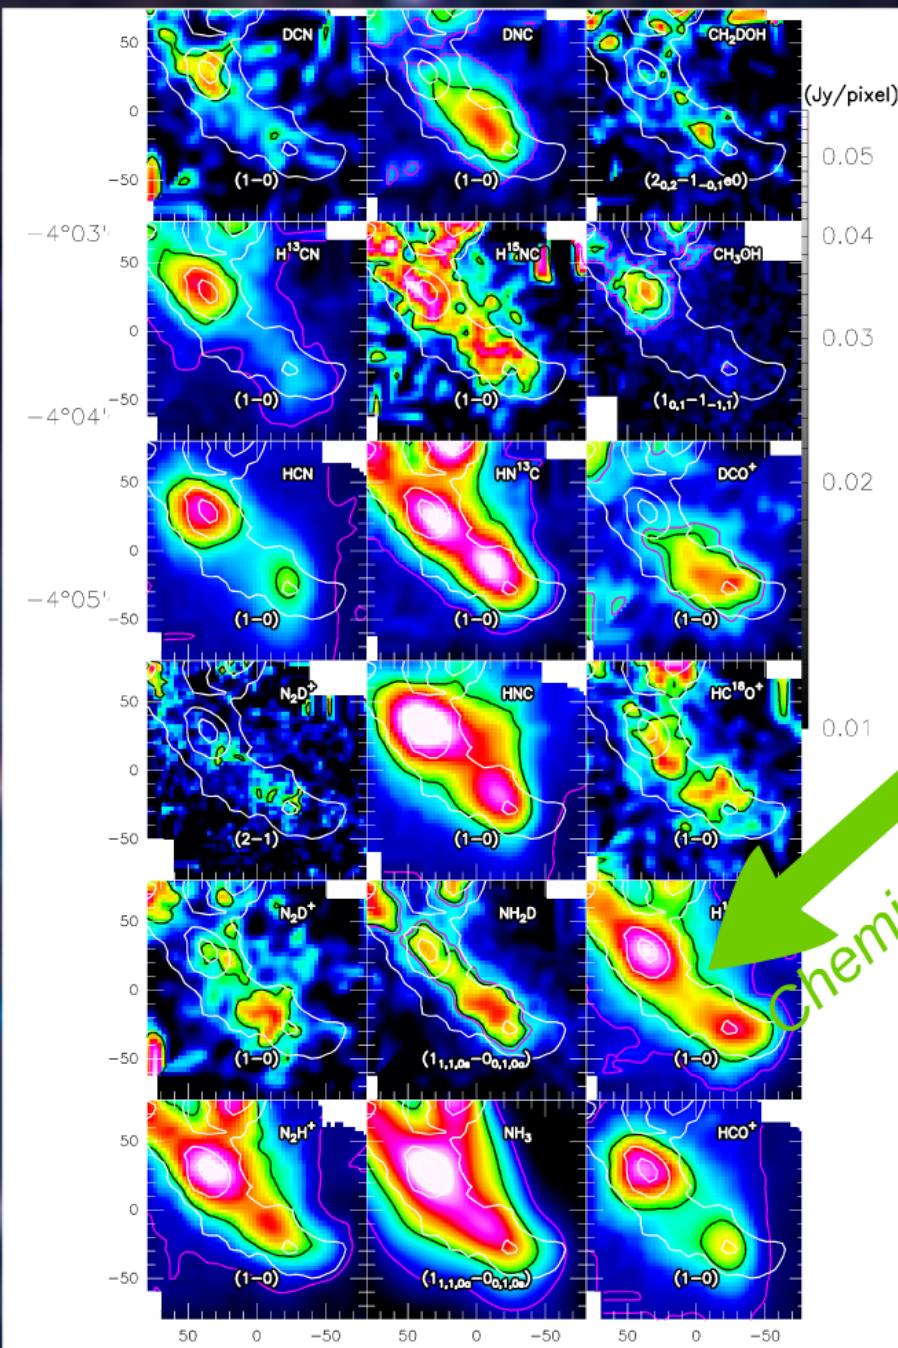 DCN DNC CH₂DOH
50
(Jy/pixel)
0
0.05
-50
(1-0) (1-0) (2₀,₂-1₋₀,₁e0)
-4°03' 0.04
H¹³CN H¹⁵NC CH₃OH
50
0 0.03
-50
(1-0) (1-0) (1₀,₁-1₋₁,₁)
-4°04'
HCN HN¹³C DCO⁺
50 0.02
0
-4°05'
-50
(1-0) (1-0) (1-0)
N₂D⁺ HNC HC¹⁸O⁺
50
0.01
0
-50
(2-1) (1-0) (1-0)
N₂D⁺ NH₂D
50
0
Chemi
-50
(1-0) (1₁,₁,₀s-0₀,₁,₀a) (1-0)
N₂H⁺ NH₃ HCO⁺
50
0
-50
(1-0) (1₁,₁,₀a-0₀,₁,₀s) (1-0)
50 0 -50 50 0 -50 50 0 -50